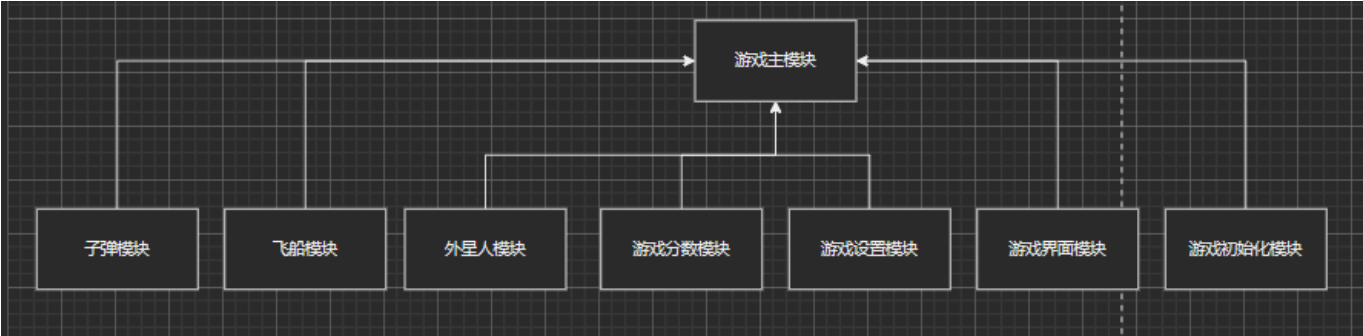 游戏主模块
子弹模块
飞船模块
外星人模块
游戏分数模块
游戏设置模块
游戏界面模块
游戏初始化模块